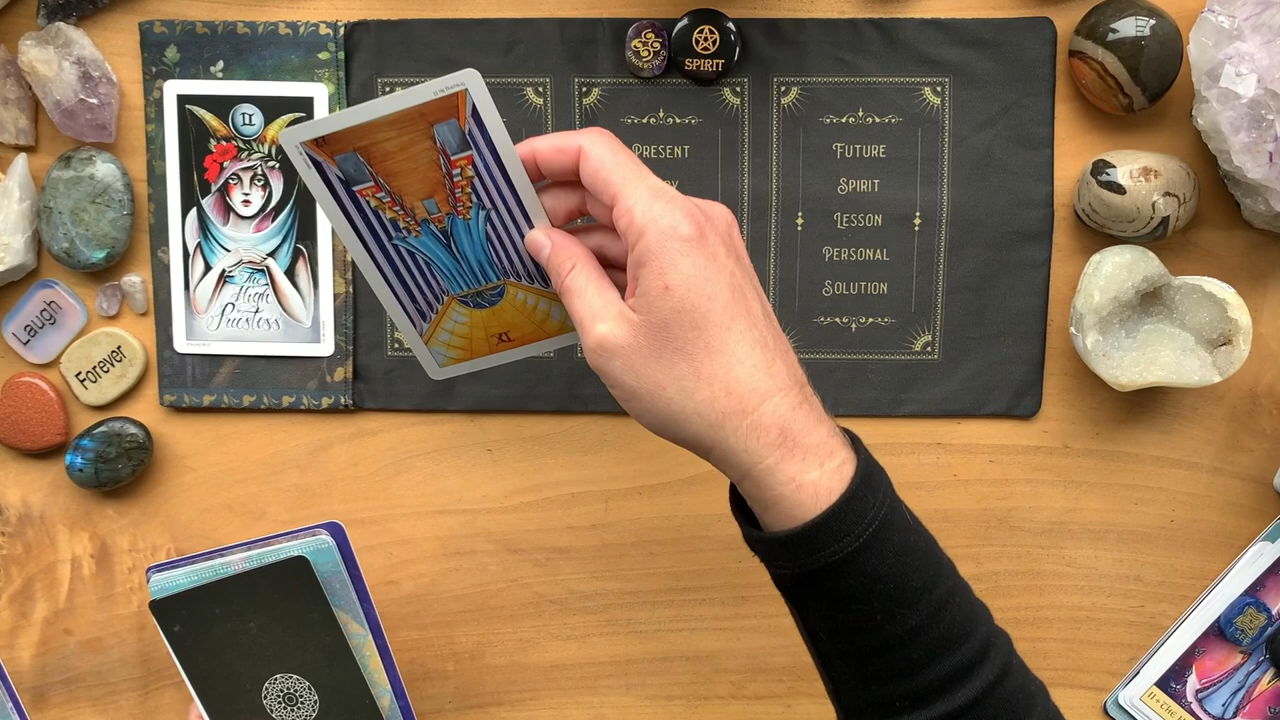 UNDERSTAND
SPIRIT
II
The
High
Priestess
XI
PRESENT
FUTURE
SPIRIT
LESSON
PERSONAL
SOLUTION
Laugh
Forever